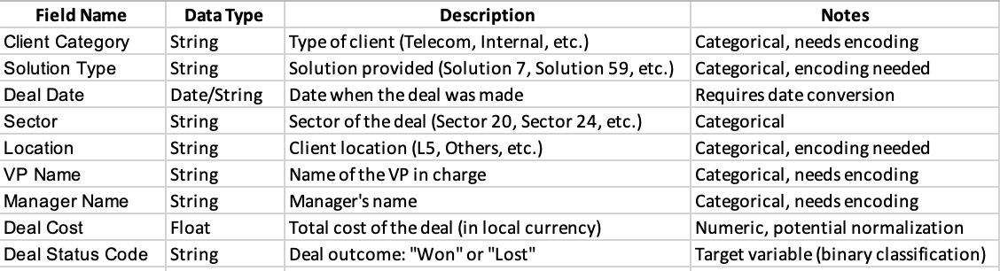 Field Name Data Type Description Notes
Client Category String Type of client (Telecom, Internal, etc.) Categorical, needs encoding
Solution Type String Solution provided (Solution 7, Solution 59, etc.) Categorical, encoding needed
Deal Date Date/String Date when the deal was made Requires date conversion
Sector String Sector of the deal (Sector 20, Sector 24, etc.) Categorical
Location String Client location (L5, Others, etc.) Categorical, encoding needed
VP Name String Name of the VP in charge Categorical, needs encoding
Manager Name String Manager's name Categorical, needs encoding
Deal Cost Float Total cost of the deal (in local currency) Numeric, potential normalization
Deal Status Code String Deal outcome: "Won" or "Lost" Target variable (binary classification)